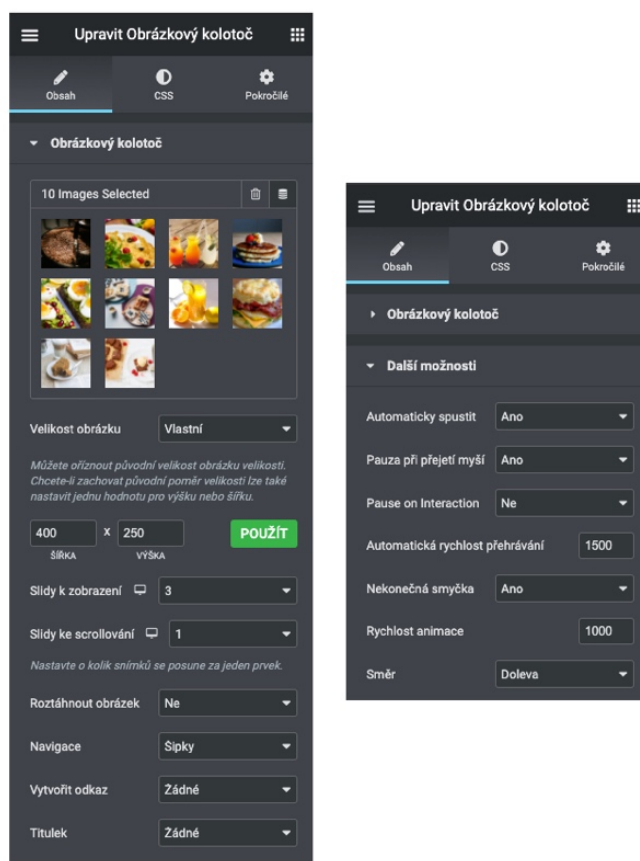 Upravit Obrázkový kolotoč
Obsah
CSS
Pokročilé
Obrázkový kolotoč
10 Images Selected
Velikost obrázku
Vlastní
Můžete oříznout původní velikost obrázku velikostí.
Chcete-li zachovat původní poměr velikosti lze také
nastavit jednu hodnotu pro výšku nebo šířku.
400 x 250 POUŽÍT
ŠÍŘKA VÝŠKA
Slidy k zobrazení 3
Slidy ke scrollování 1
Nastavte o kolik snímků se posune za jeden prvek.
Roztáhnout obrázek Ne
Navigace Šipky
Vytvořit odkaz Žádné
Titulek Žádné
Upravit Obrázkový kolotoč
Obsah
CSS
Pokročilé
Obrázkový kolotoč
Další možnosti
Automaticky spustit Ano
Pauza při přejetí myší Ano
Pause on Interaction Ne
Automatická rychlost přehrávání 1500
Nekonečná smyčka Ano
Rychlost animace 1000
Směr Doleva